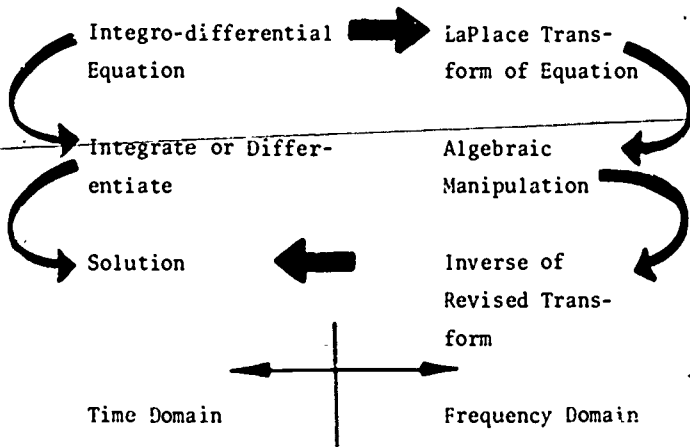 Integro-differential
Equation
LaPlace Trans-
form of Equation
Integrate or Differ-
entiate
Algebraic
Manipulation
Solution
Inverse of
Revised Trans-
form
Time Domain
Frequency Domain